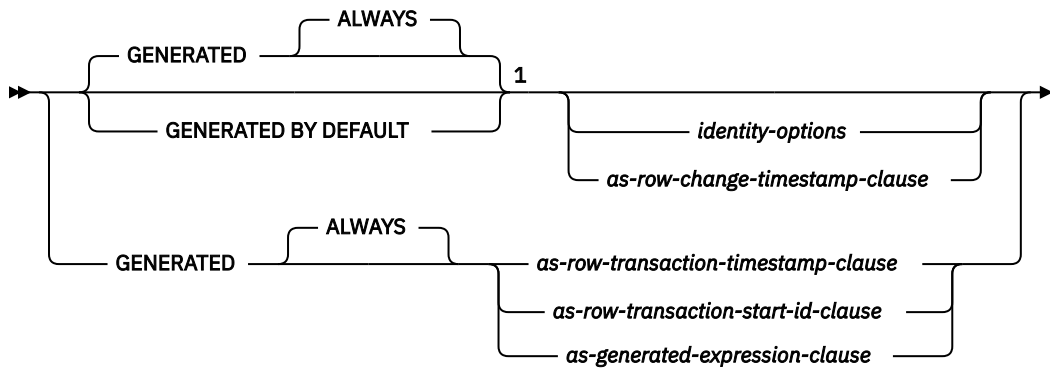 ALWAYS
GENERATED
1
GENERATED BY DEFAULT
identity-options
as-row-change-timestamp-clause
ALWAYS
GENERATED
as-row-transaction-timestamp-clause
as-row-transaction-start-id-clause
as-generated-expression-clause